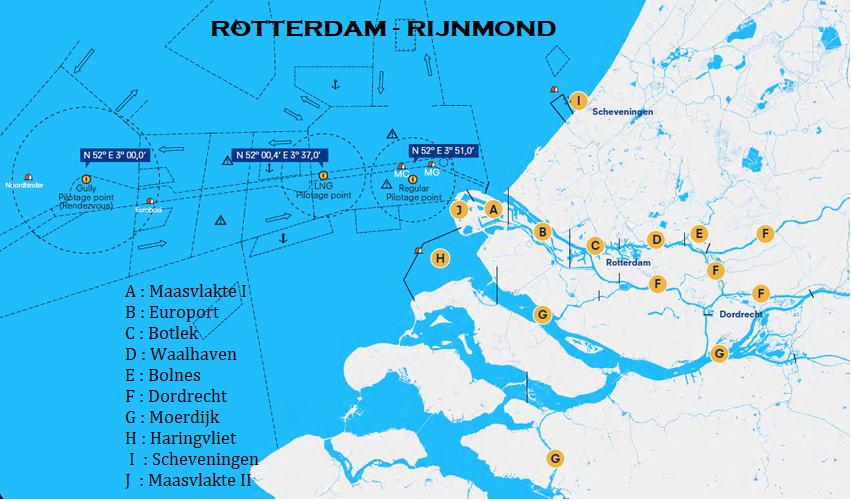 ROTTERDAM - RIJNMOND
I
Scheveningen
N 52° E 3° 00,0'
N 52° 00,4' E 3° 37,0'
N 52° E 3° 51,0'
Noordhinder
Gully
Pilotage point
(Rendezvous)
Europoer
LNG
Pilotage point
MC
MG
Regular
Pilotage point
J
A
B
C
D
E
F
Rotterdam
H
F
F
F
G
Dordrecht
G
G
A : Maasvlakte I
B : Europort
C : Botlek
D : Waalhaven
E : Bolnes
F : Dordrecht
G : Moerdijk
H : Haringvliet
I : Scheveningen
J : Maasvlakte II